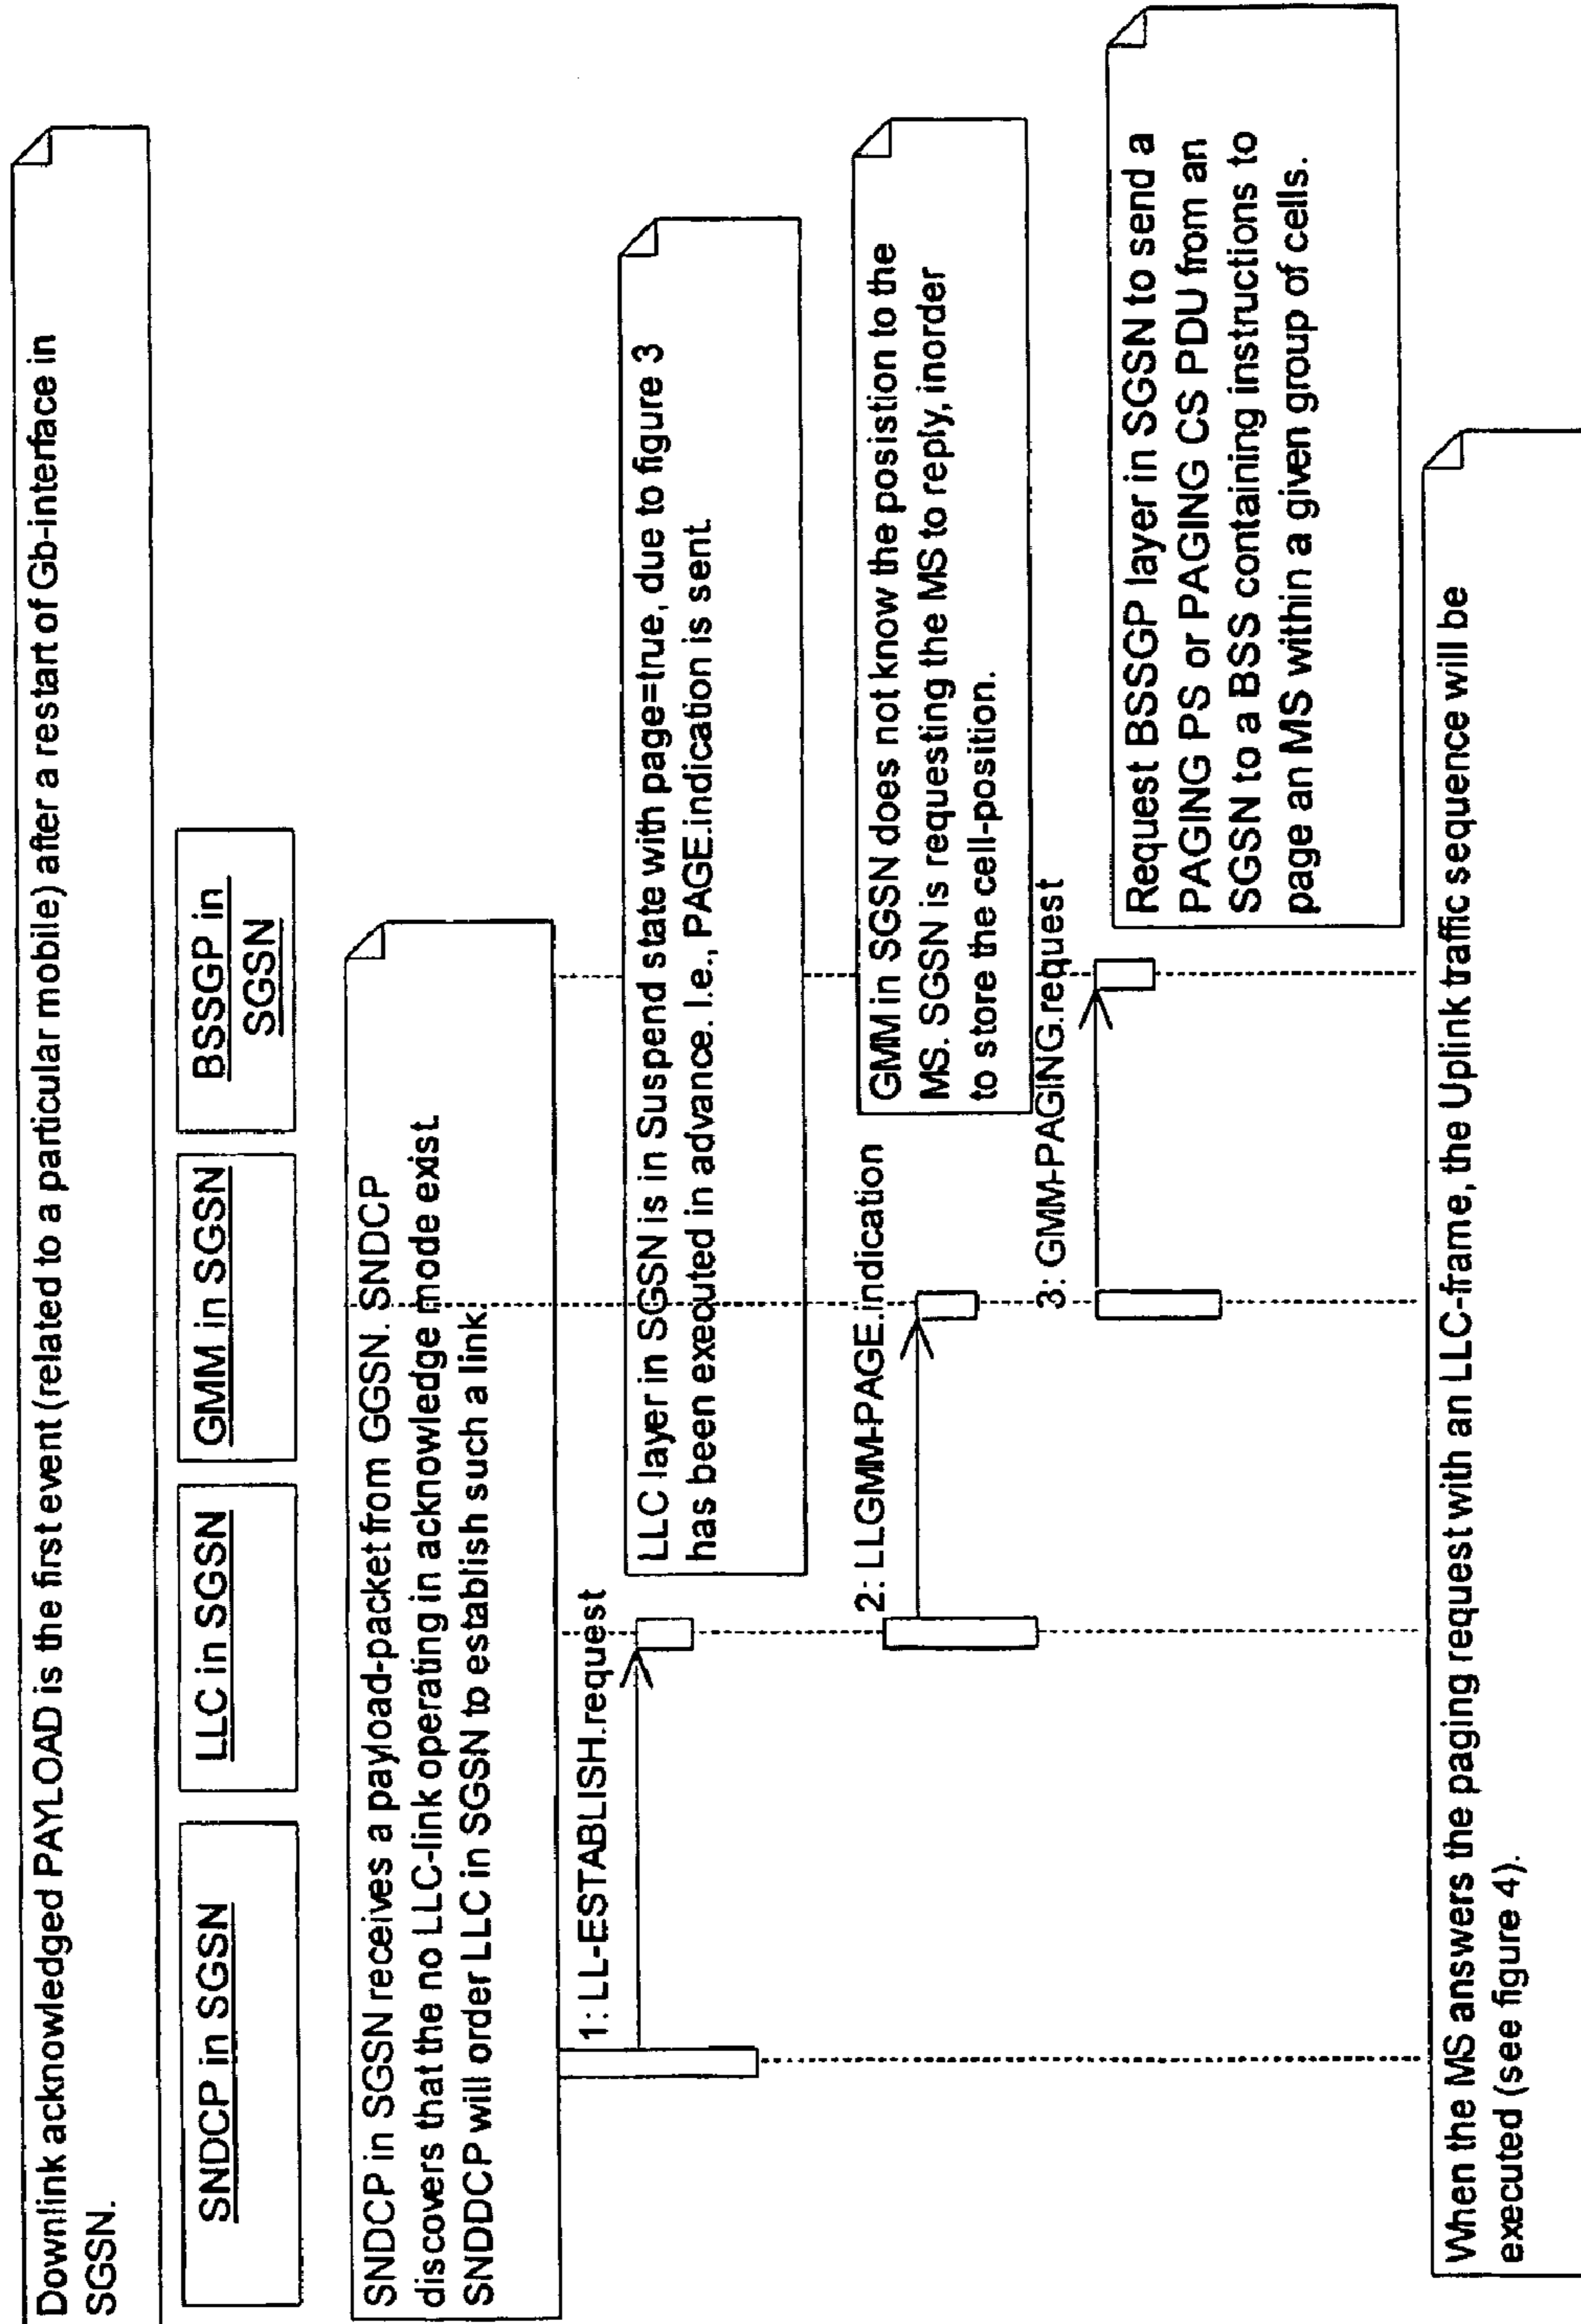 Downlink acknowledged PAYLOAD is the first event (related to a particular mobile) after a restart of Gb-interface in
SGSN.
SNDCP in SGSN
LLC in SGSN
GMM in SGSN
BSSGP in
SGSN
SNDCP in SGSN receives a payload-packet from GGSN. SNDCP
discovers that the no LLC-link operating in acknowledge mode exist.
SNDDCP will order LLC in SGSN to establish such a link.
1: LL-ESTABLISH.request
LLC layer in SGSN is in Suspend state with page=true, due to figure 3
has been executed in advance. I.e., PAGE.indication is sent.
2: LLGMM-PAGE.indication
GMM in SGSN does not know the posistion to the
MS. SGSN is requesting the MS to reply, inorder
to store the cell-position.
3: GMM-PAGING.request
Request BSSGP layer in SGSN to send a
PAGING PS or PAGING CS PDU from an
SGSN to a BSS containing instructions to
page an MS within a given group of cells.
When the MS answers the paging request with an LLC-frame, the Uplink traffic sequence will be
executed (see figure 4).